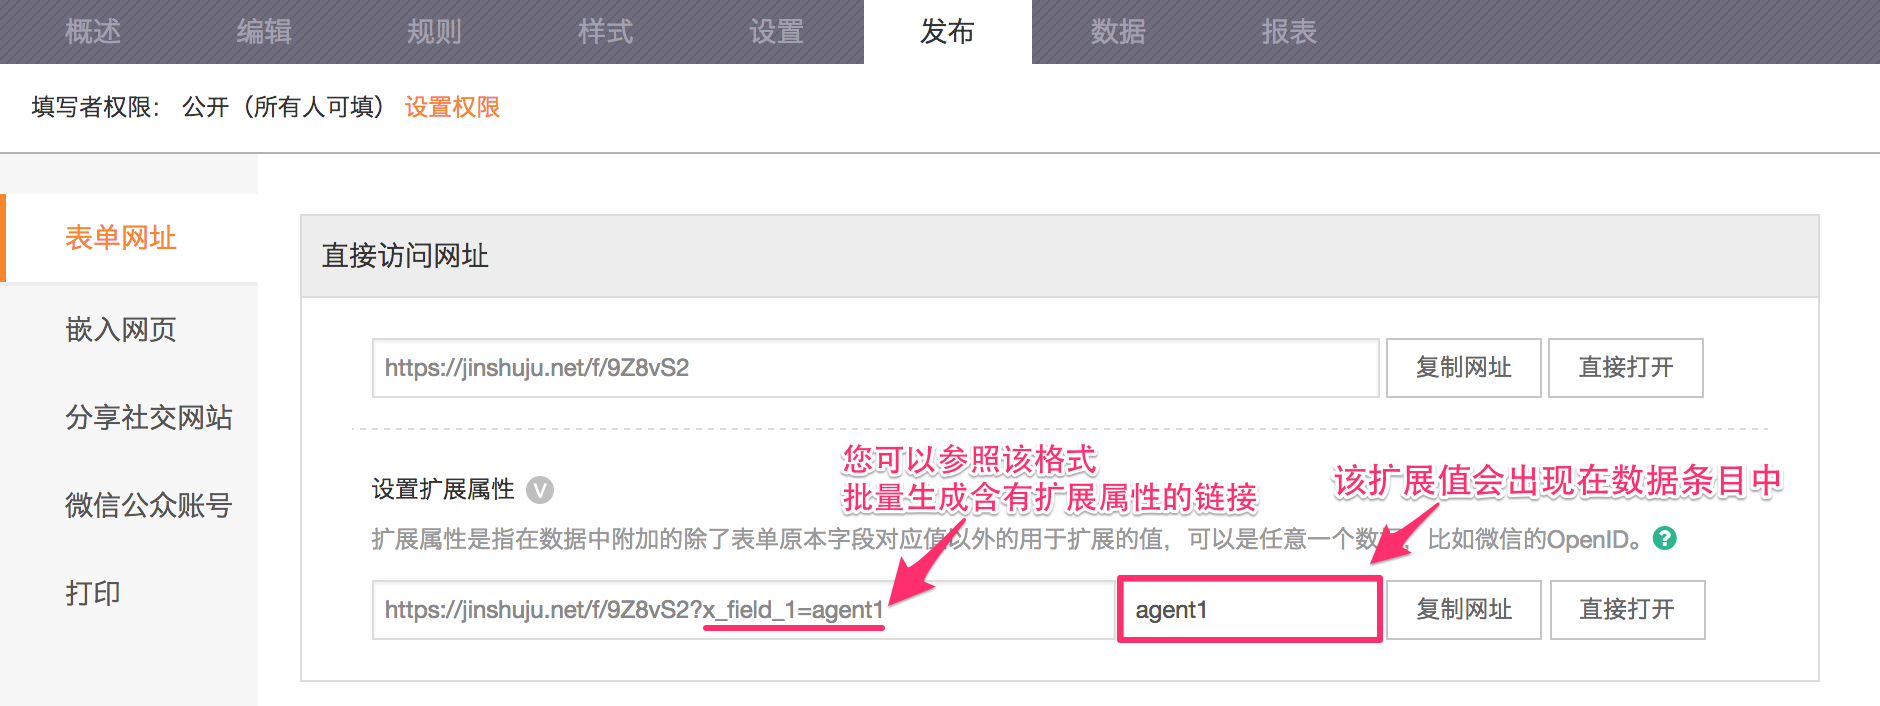 概述 编辑 规则 样式 设置 发布 数据 报表
填写者权限： 公开（所有人可填） 设置权限
表单网址
嵌入网页
分享社交网站
微信公众账号
打印
直接访问网址
https://jinshuju.net/f/9Z8vS2 复制网址 直接打开
您可以参照该格式
批量生成含有扩展属性的链接
该扩展值会出现在数据条目中
设置扩展属性 V
扩展属性是指在数据中附加的除了表单原本字段对应值以外的用于扩展的值，可以是任意一个数，比如微信的OpenID。 ?
https://jinshuju.net/f/9Z8vS2?x_field_1=agent1 agent1 复制网址 直接打开